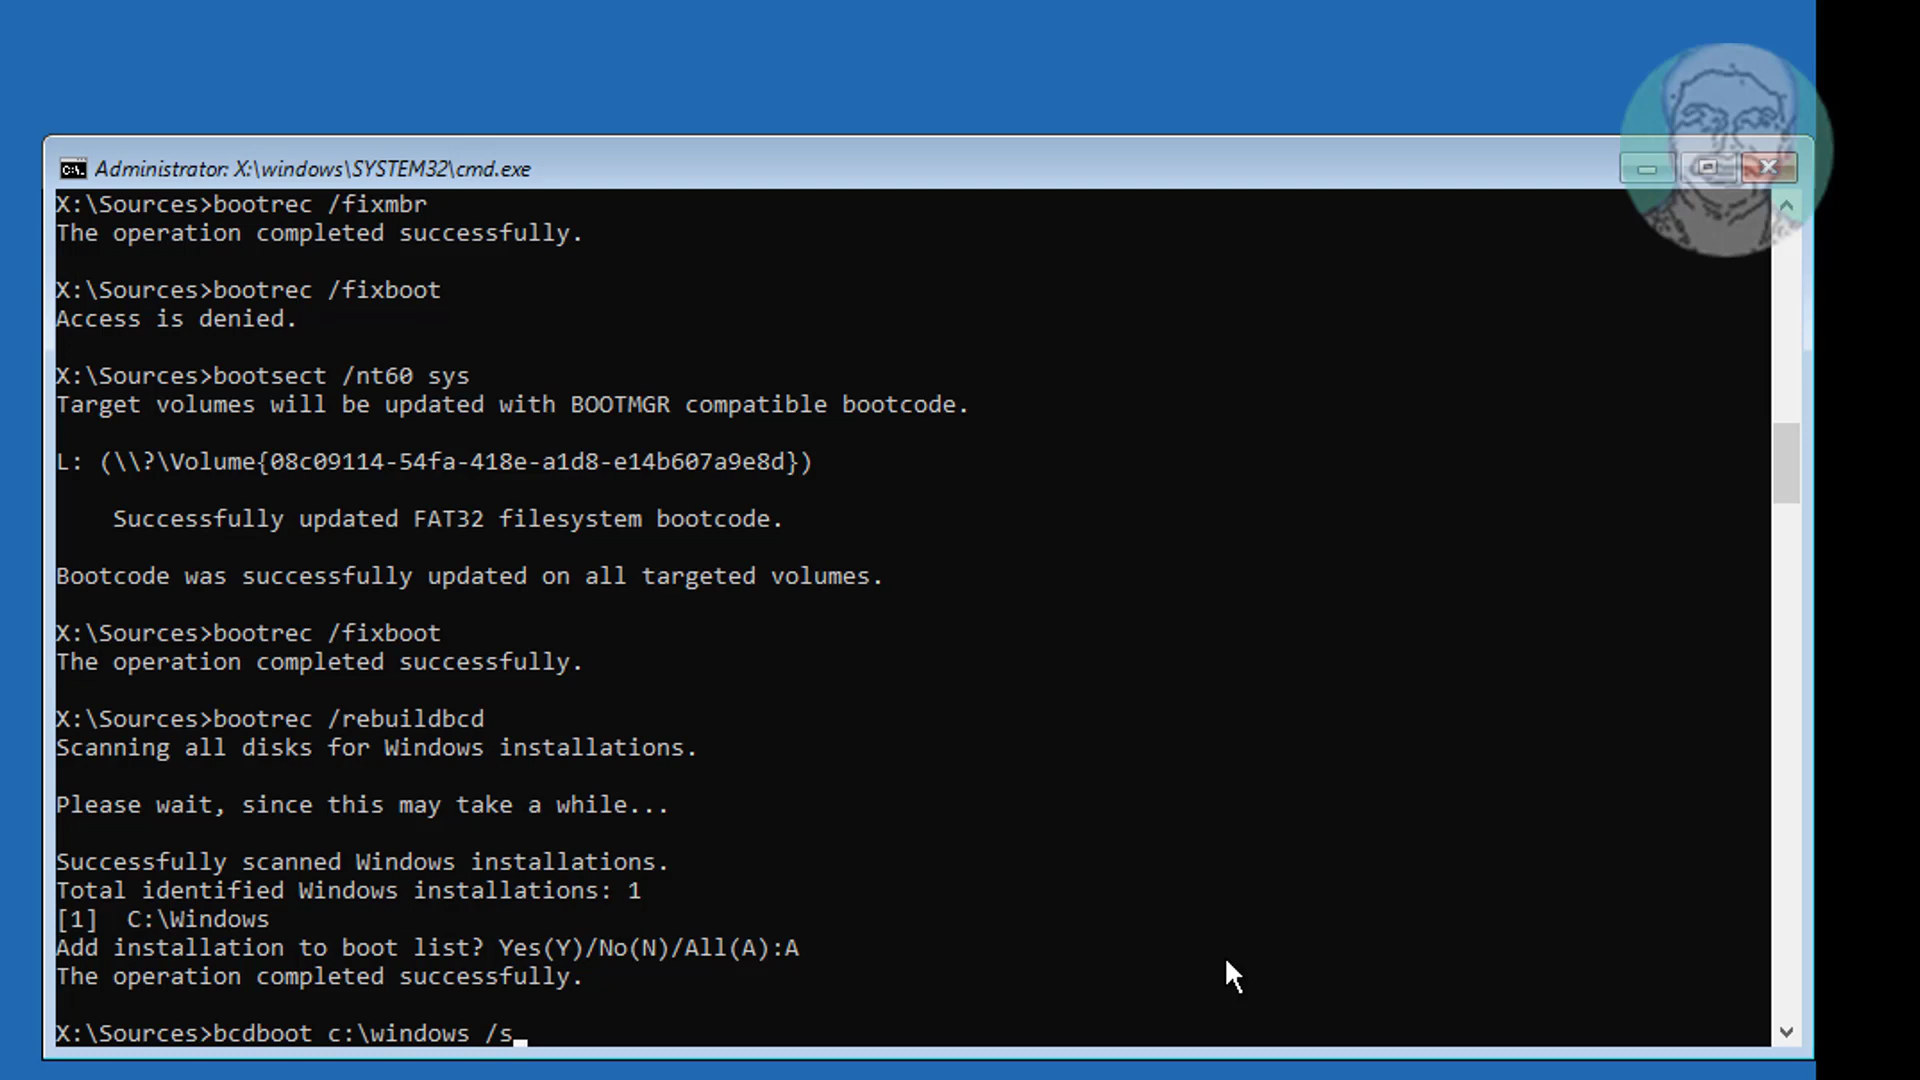 Administrator: X:\windows\SYSTEM32\cmd.exe
X:\Sources>bootrec /fixmbr
The operation completed successfully.
X:\Sources>bootrec /fixboot
Access is denied.
X:\Sources>bootsect /nt60 sys
Target volumes will be updated with BOOTMGR compatible bootcode.
L: (\\?\Volume{08c09114-54fa-418e-a1d8-e14b607a9e8d})
Successfully updated FAT32 filesystem bootcode.
Bootcode was successfully updated on all targeted volumes.
X:\Sources>bootrec /fixboot
The operation completed successfully.
X:\Sources>bootrec /rebuildbcd
Scanning all disks for Windows installations.
Please wait, since this may take a while...
Successfully scanned Windows installations.
Total identified Windows installations: 1
[1]  C:\Windows
Add installation to boot list? Yes(Y)/No(N)/All(A):A
The operation completed successfully.
X:\Sources>bcdboot c:\windows /s